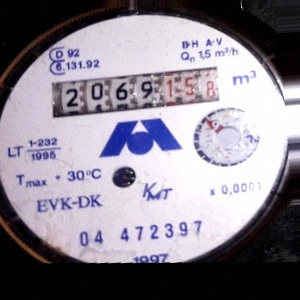 D 92
6.131.92
B-H A-V
Qn 1,5 m³/h
2069158 m³
LT 1-232
1995
Tmax + 30°C
EVK-DK
KMT
x 0,0001
04 472397
1997